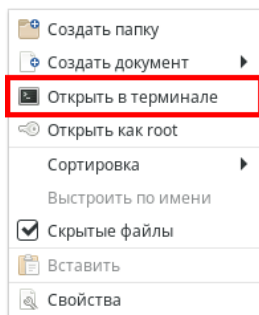 Создать папку
Создать документ
Открыть в терминале
Открыть как root
Сортировка
Выстроить по имени
Скрытые файлы
Вставить
Свойства